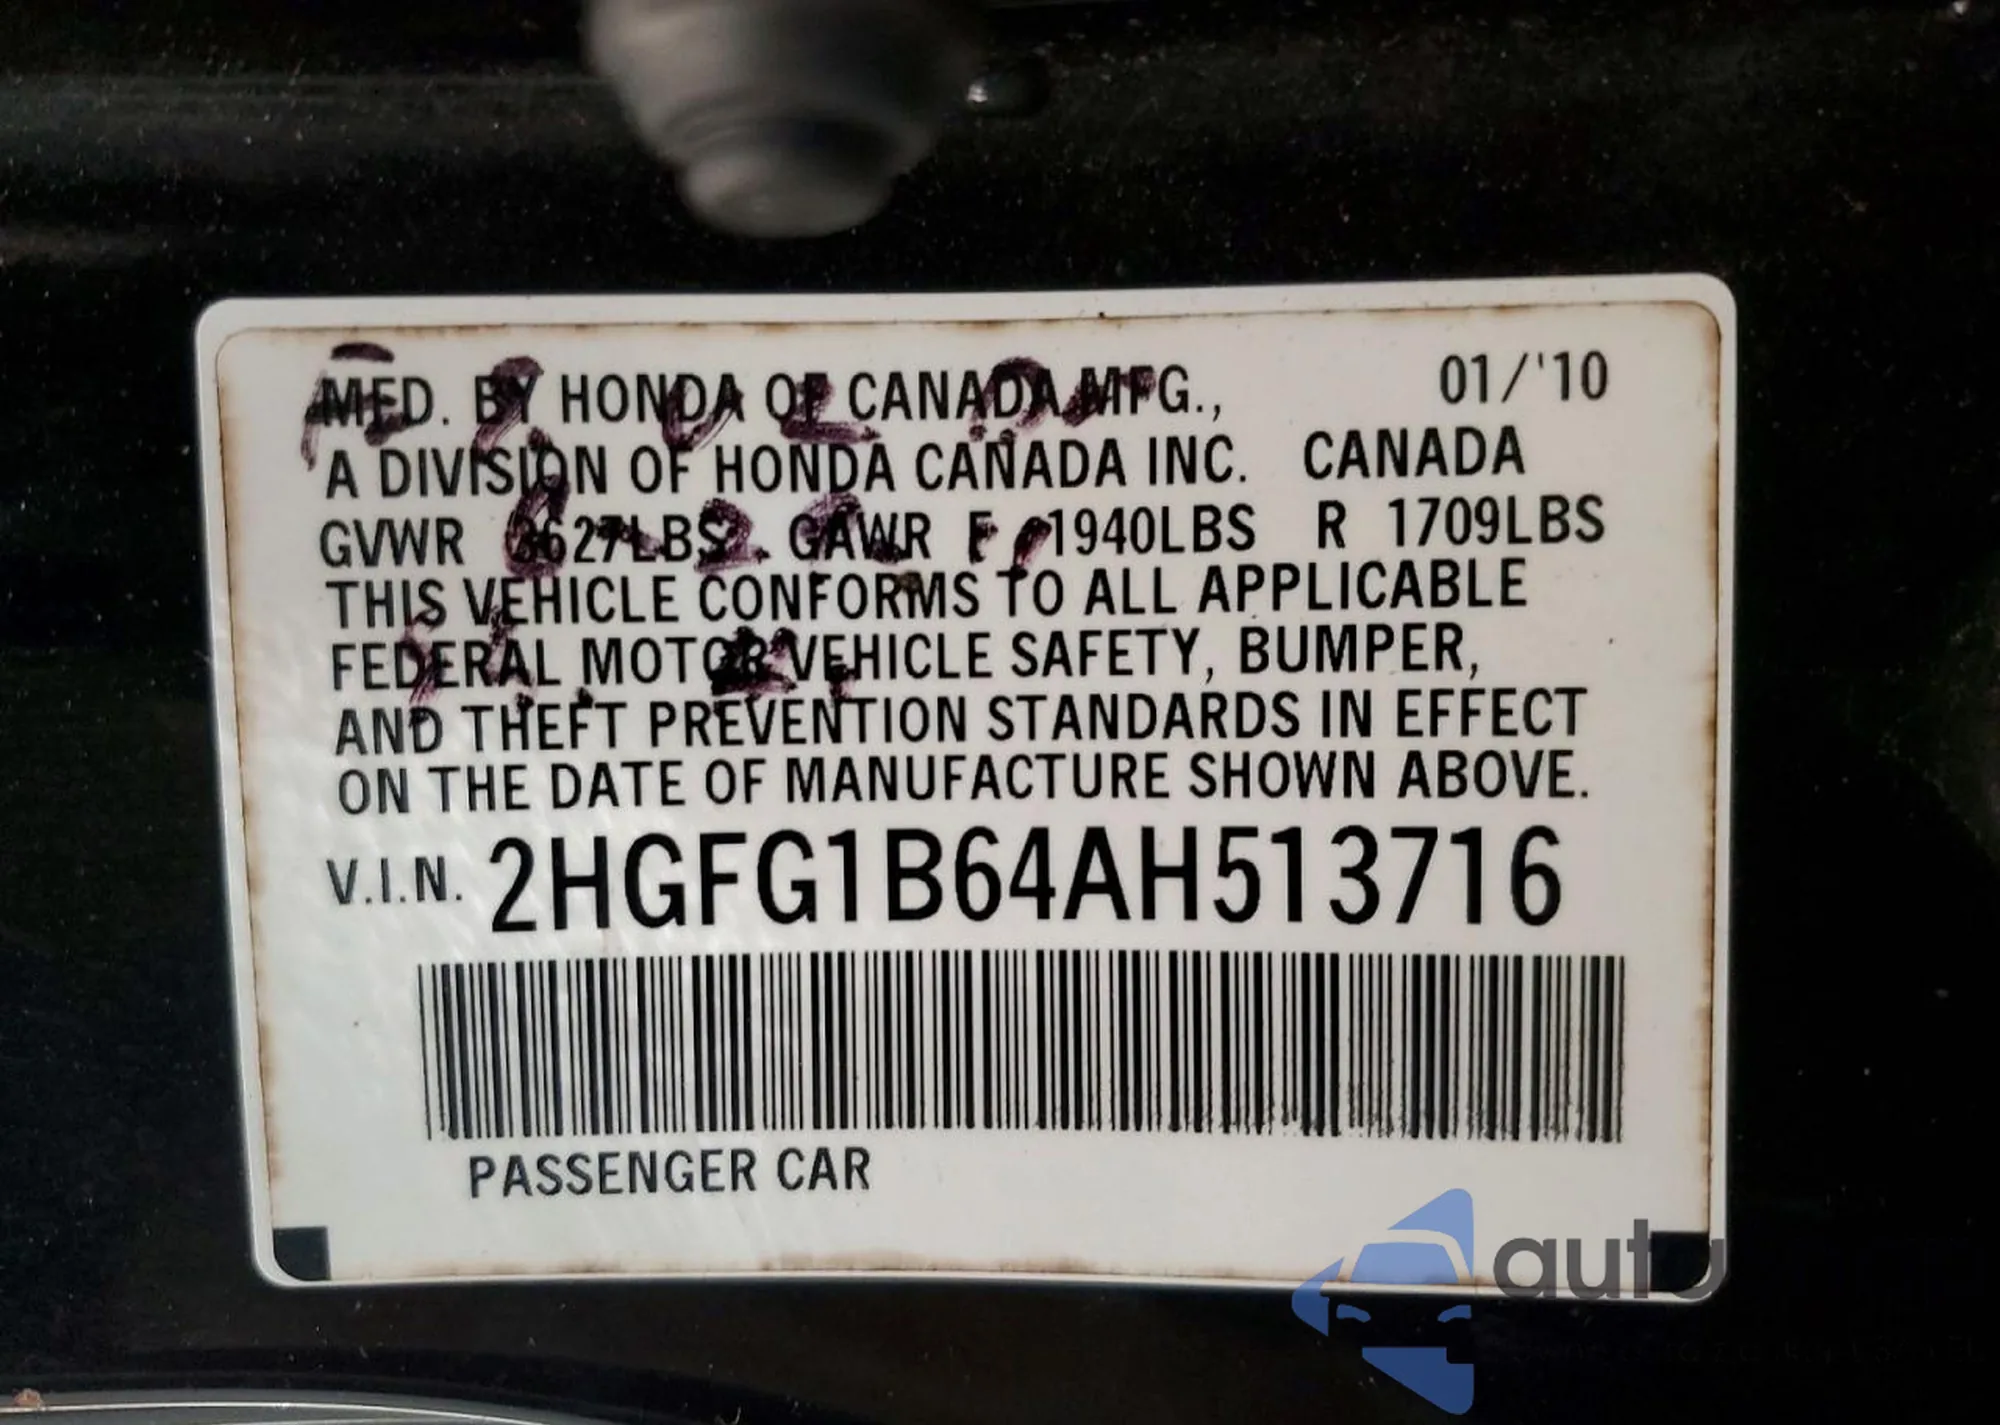 MFD. BY HONDA OF CANADA MFG., 01/'10
A DIVISION OF HONDA CANADA INC. CANADA
GVWR 3627LBS GAWR F 1940LBS R 1709LBS
THIS VEHICLE CONFORMS TO ALL APPLICABLE
FEDERAL MOTOR VEHICLE SAFETY, BUMPER,
AND THEFT PREVENTION STANDARDS IN EFFECT
ON THE DATE OF MANUFACTURE SHOWN ABOVE.
V.I.N. 2HGFG1B64AH513716
PASSENGER CAR
auto